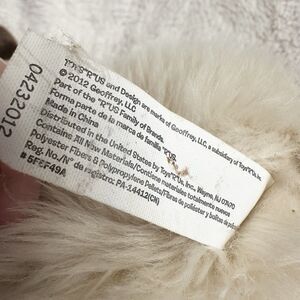 TOYS"R"US and Design are marks of Geoffrey, LLC, a subsidiary of Toys"R"Us, Inc.
© 2012 Geoffrey, LLC
Part of the "R"US Family of Brands.
Forma parte de la marca de familia "R"US.
Made in China
Distributed in the United States by Toys"R"Us, Inc., Wayne, NJ 07470
Contains All New Materials/Contiene materiales totalmente nuevos
Polyester Fibers & Polypropylene Pellets/Fibras de poliéster y bolitas de
Reg. No./N° de registro: PA-14412(CN)
# 5F5F49A
04232012